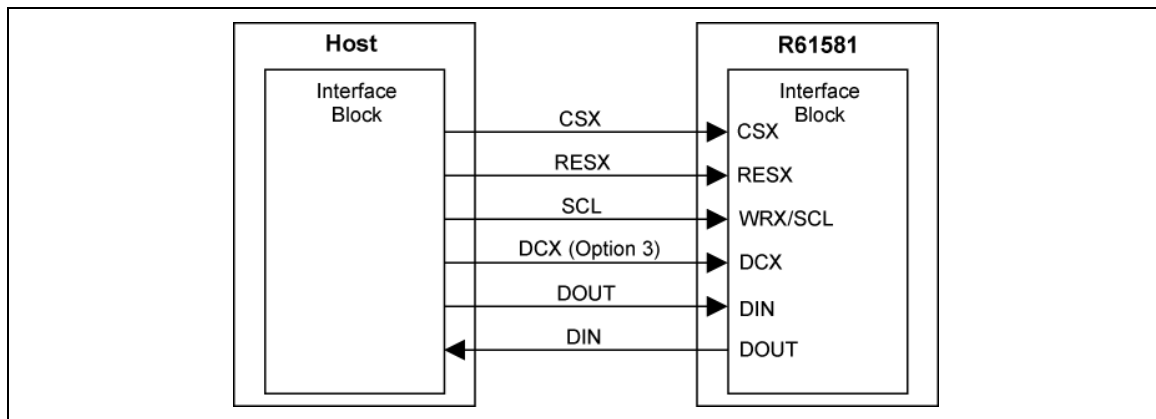 Host
R61581
Interface
Block
Interface
Block
CSX
CSX
RESX
RESX
SCL
WRX/SCL
DCX (Option 3)
DCX
DOUT
DIN
DIN
DOUT